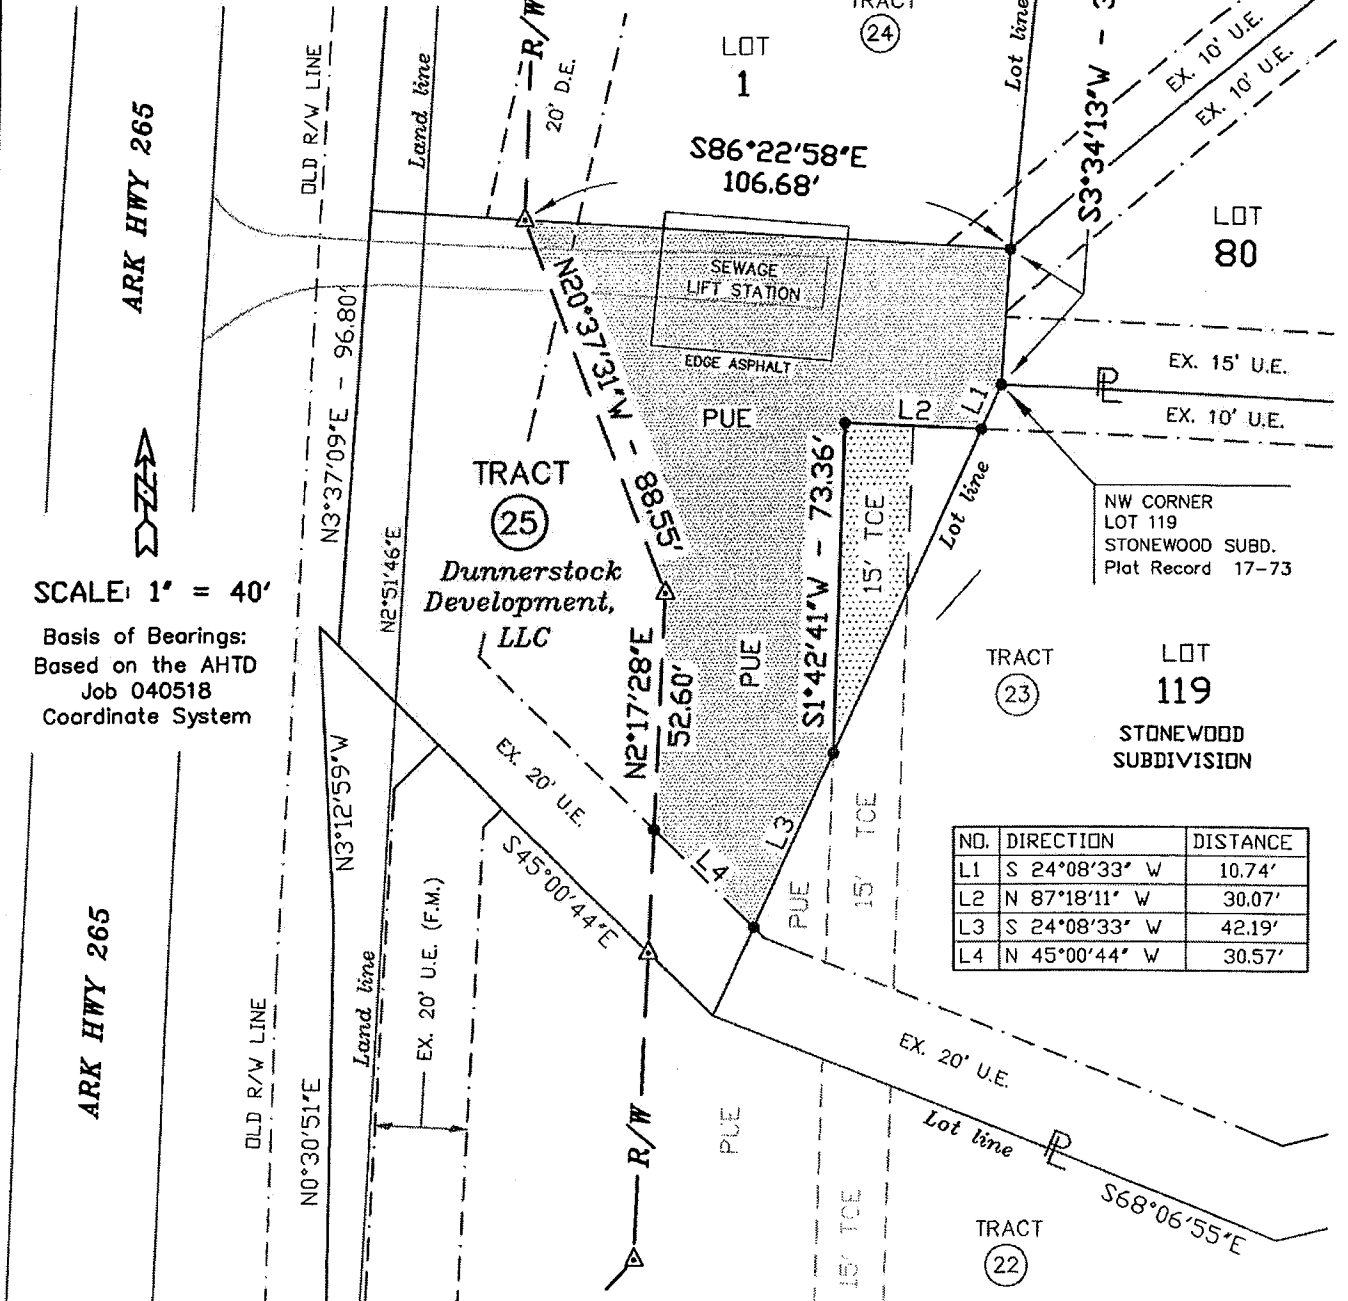 TRACT
24
LOT
1
R/W
20' D.E.
OLD R/W LINE
Land line
ARK HWY 265
Lot line
S3°34'13"W - 3
EX. 10' U.E.
EX. 10' U.E.
S86°22'58"E
106.68'
LOT
80
SEWAGE
LIFT STATION
EDGE ASPHALT
N20°37'31"W - 88.55'
N3°37'09"E - 96.80'
EX. 15' U.E.
PL
EX. 10' U.E.
PUE
L2
L1
Lot line
NW CORNER
LOT 119
STONEWOOD SUBD.
Plat Record 17-73
TRACT
25
Dunnerstock
Development,
LLC
N2°51'46"E
S1°42'41"W - 73.36'
15' TCE
N
SCALE: 1" = 40'
Basis of Bearings:
Based on the AHTD
Job 040518
Coordinate System
PUE
N2°17'28"E
52.60'
TRACT
23
LOT
119
STONEWOOD
SUBDIVISION
EX. 20' U.E.
N3°12'59"W
S45°00'44"E
L4
L3
PUE
15' TCE
NO. DIRECTION DISTANCE
L1 S 24°08'33" W 10.74'
L2 N 87°18'11" W 30.07'
L3 S 24°08'33" W 42.19'
L4 N 45°00'44" W 30.57'
ARK HWY 265
OLD R/W LINE
Land line
EX. 20' U.E. (F.M.)
N0°30'51"E
R/W
EX. 20' U.E.
PUE
Lot line
PL
S68°06'55"E
15' TCE
TRACT
22